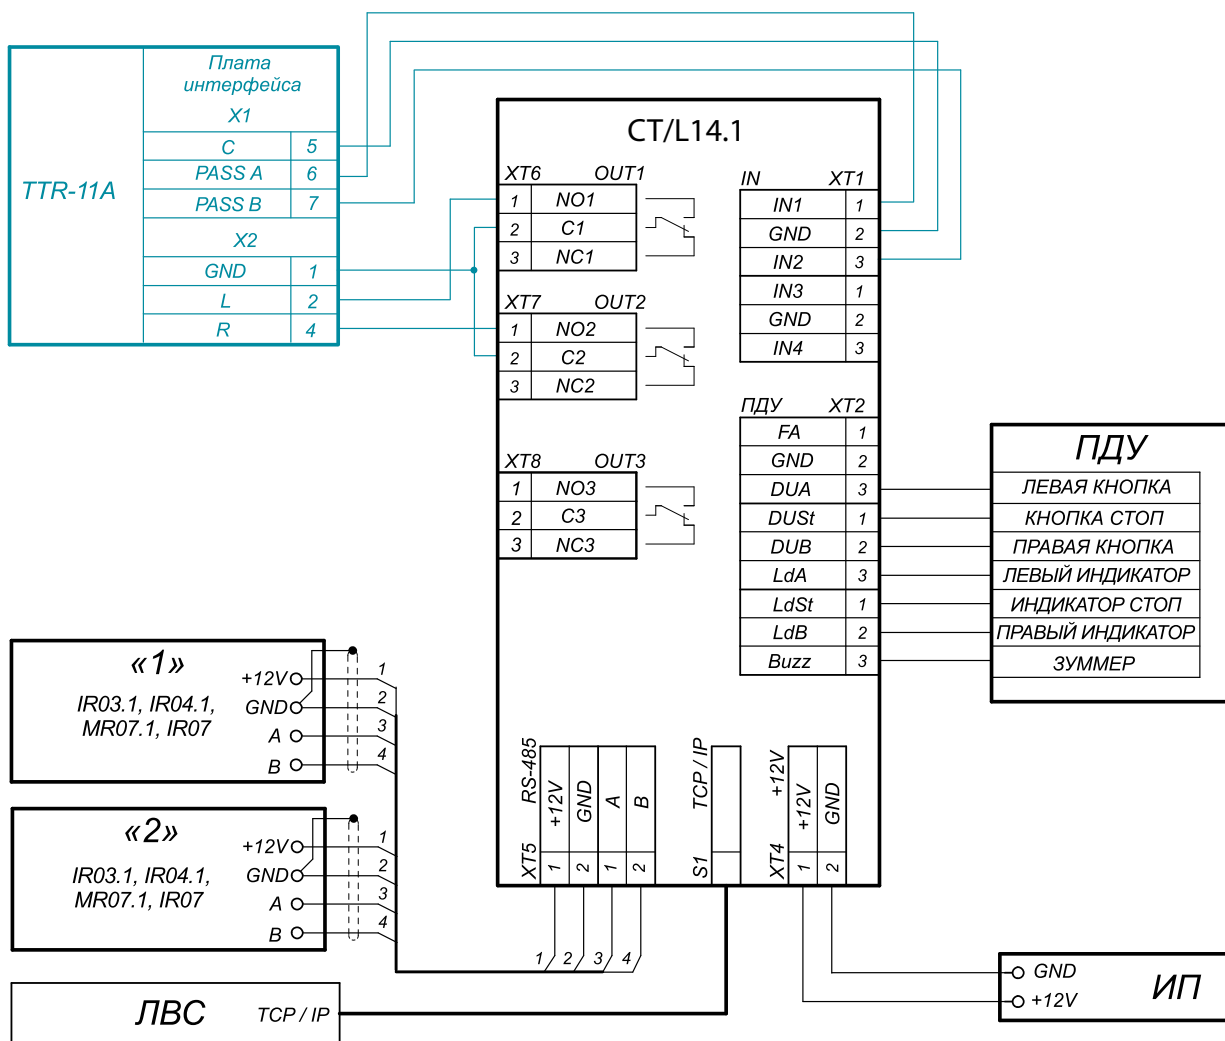 TTR-11A
Плата
интерфейса
X1
C 5
PASS A 6
PASS B 7
X2
GND 1
L 2
R 4
CT/L14.1
XT6 OUT1
1 NO1
2 C1
3 NC1
XT7 OUT2
1 NO2
2 C2
3 NC2
XT8 OUT3
1 NO3
2 C3
3 NC3
IN XT1
IN1 1
GND 2
IN2 3
IN3 1
GND 2
IN4 3
ПДУ XT2
FA 1
GND 2
DUA 3
DUSt 1
DUB 2
LdA 3
LdSt 1
LdB 2
Buzz 3
ПДУ
ЛЕВАЯ КНОПКА
КНОПКА СТОП
ПРАВАЯ КНОПКА
ЛЕВЫЙ ИНДИКАТОР
ИНДИКАТОР СТОП
ПРАВЫЙ ИНДИКАТОР
ЗУММЕР
«1»
IR03.1, IR04.1,
MR07.1, IR07
+12V 1
GND 2
A 3
B 4
«2»
IR03.1, IR04.1,
MR07.1, IR07
+12V 1
GND 2
A 3
B 4
XT5 RS-485
1 +12V
2 GND
1 A
2 B
S1 TCP / IP
XT4 +12V
1 +12V
2 GND
1 2 3 4
ЛВС TCP / IP
GND
+12V
ИП